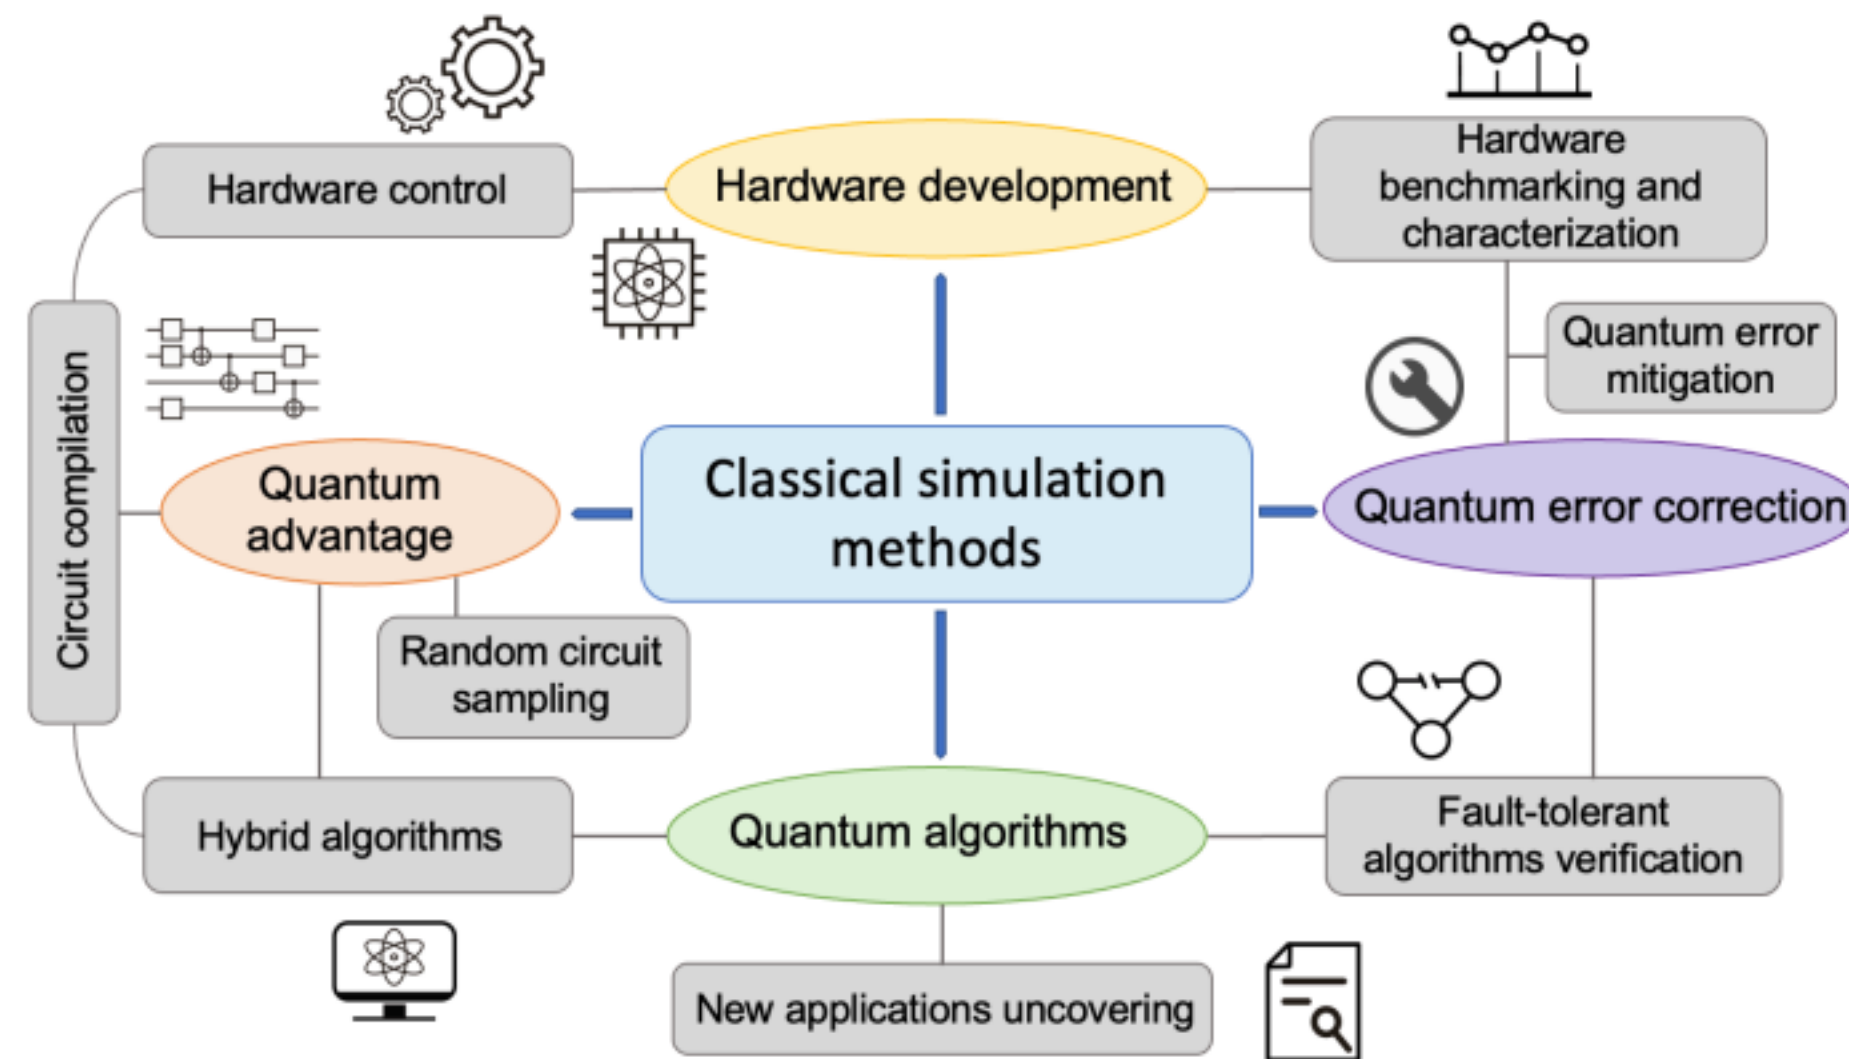 Hardware control
Hardware development
Hardware
benchmarking and
characterization
Quantum error
mitigation
Circuit compilation
Quantum
advantage
Classical simulation
methods
Quantum error correction
Random circuit
sampling
Hybrid algorithms
Quantum algorithms
Fault-tolerant
algorithms verification
New applications uncovering